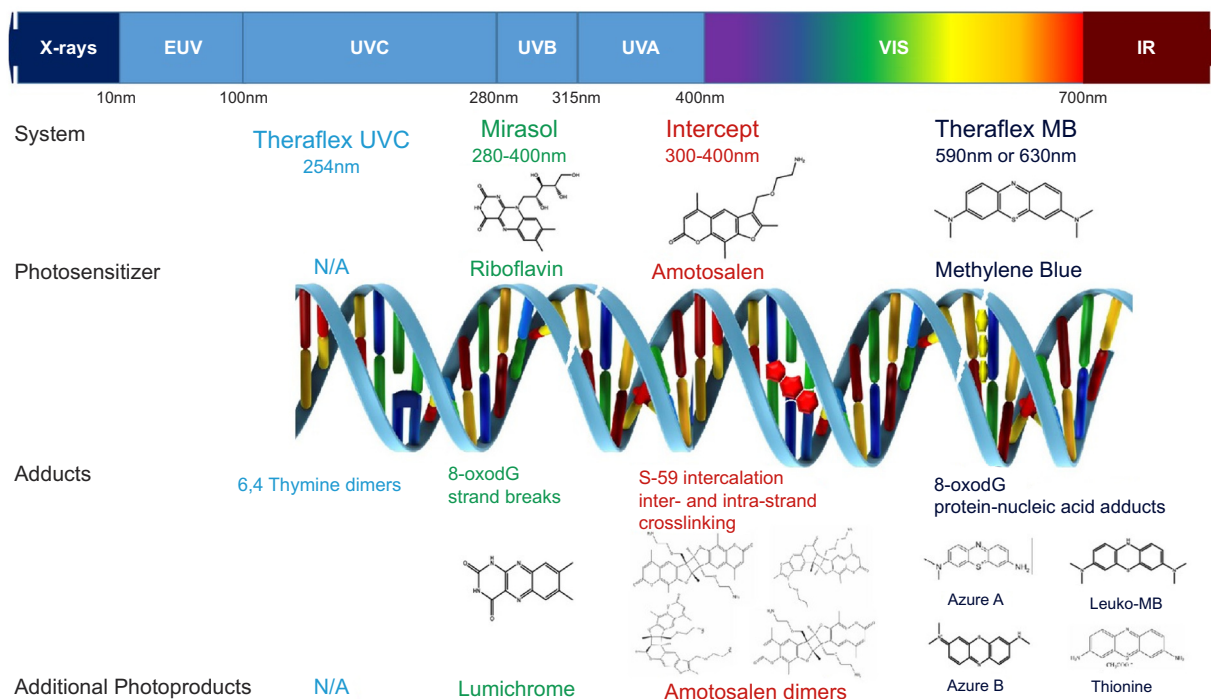 X-rays EUV UVC UVB UVA VIS IR
10nm 100nm 280nm 315nm 400nm 700nm
System
Theraflex UVC
254nm
Mirasol
280-400nm
Intercept
300-400nm
Theraflex MB
590nm or 630nm
Photosensitizer
N/A
Riboflavin
Amotosalen
Methylene Blue
Adducts
6,4 Thymine dimers
8-oxodG
strand breaks
S-59 intercalation
inter- and intra-strand
crosslinking
8-oxodG
protein-nucleic acid adducts
Azure A
Leuko-MB
Azure B
Thionine
Additional Photoproducts
N/A
Lumichrome
Amotosalen dimers